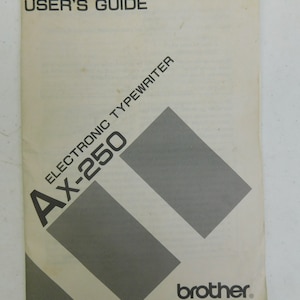 USER'S GUIDE
ELECTRONIC TYPEWRITER
AX-250
brother®